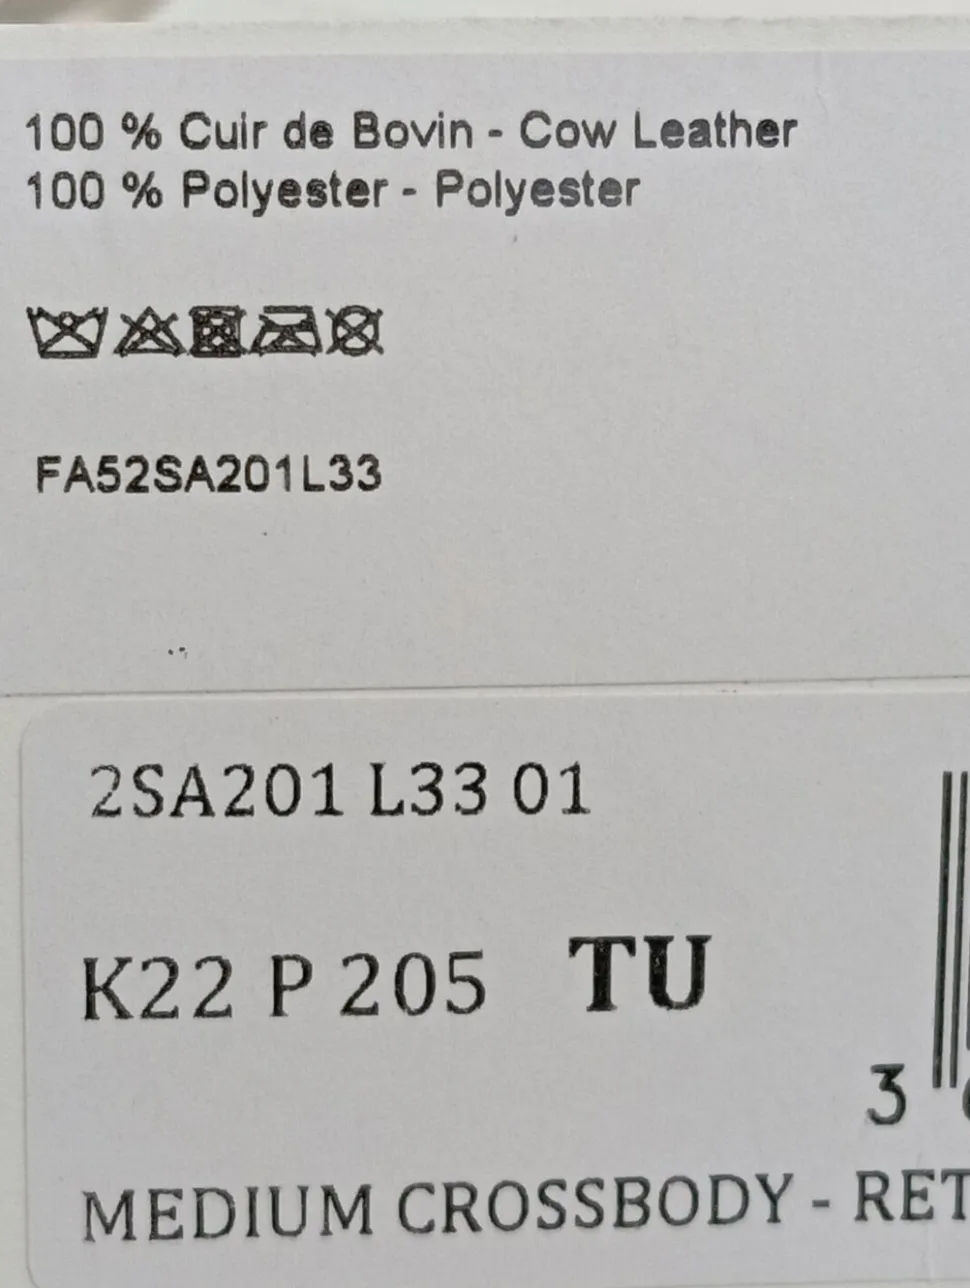 100 % Cuir de Bovin - Cow Leather
100 % Polyester - Polyester
FA52SA201L33
2SA201 L33 01
K22 P 205 TU
3
MEDIUM CROSSBODY - RET